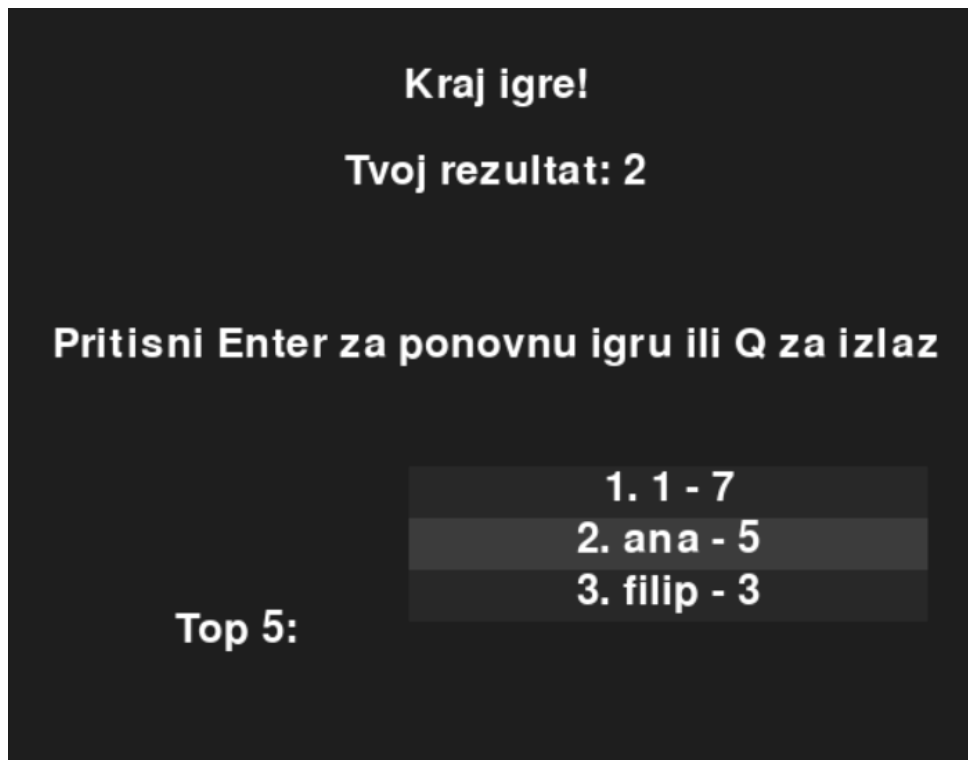 Kraj igre!
Tvoj rezultat: 2
Pritisni Enter za ponovnu igru ili Q za izlaz
1. 1 - 7
2. ana - 5
3. filip - 3
Top 5: